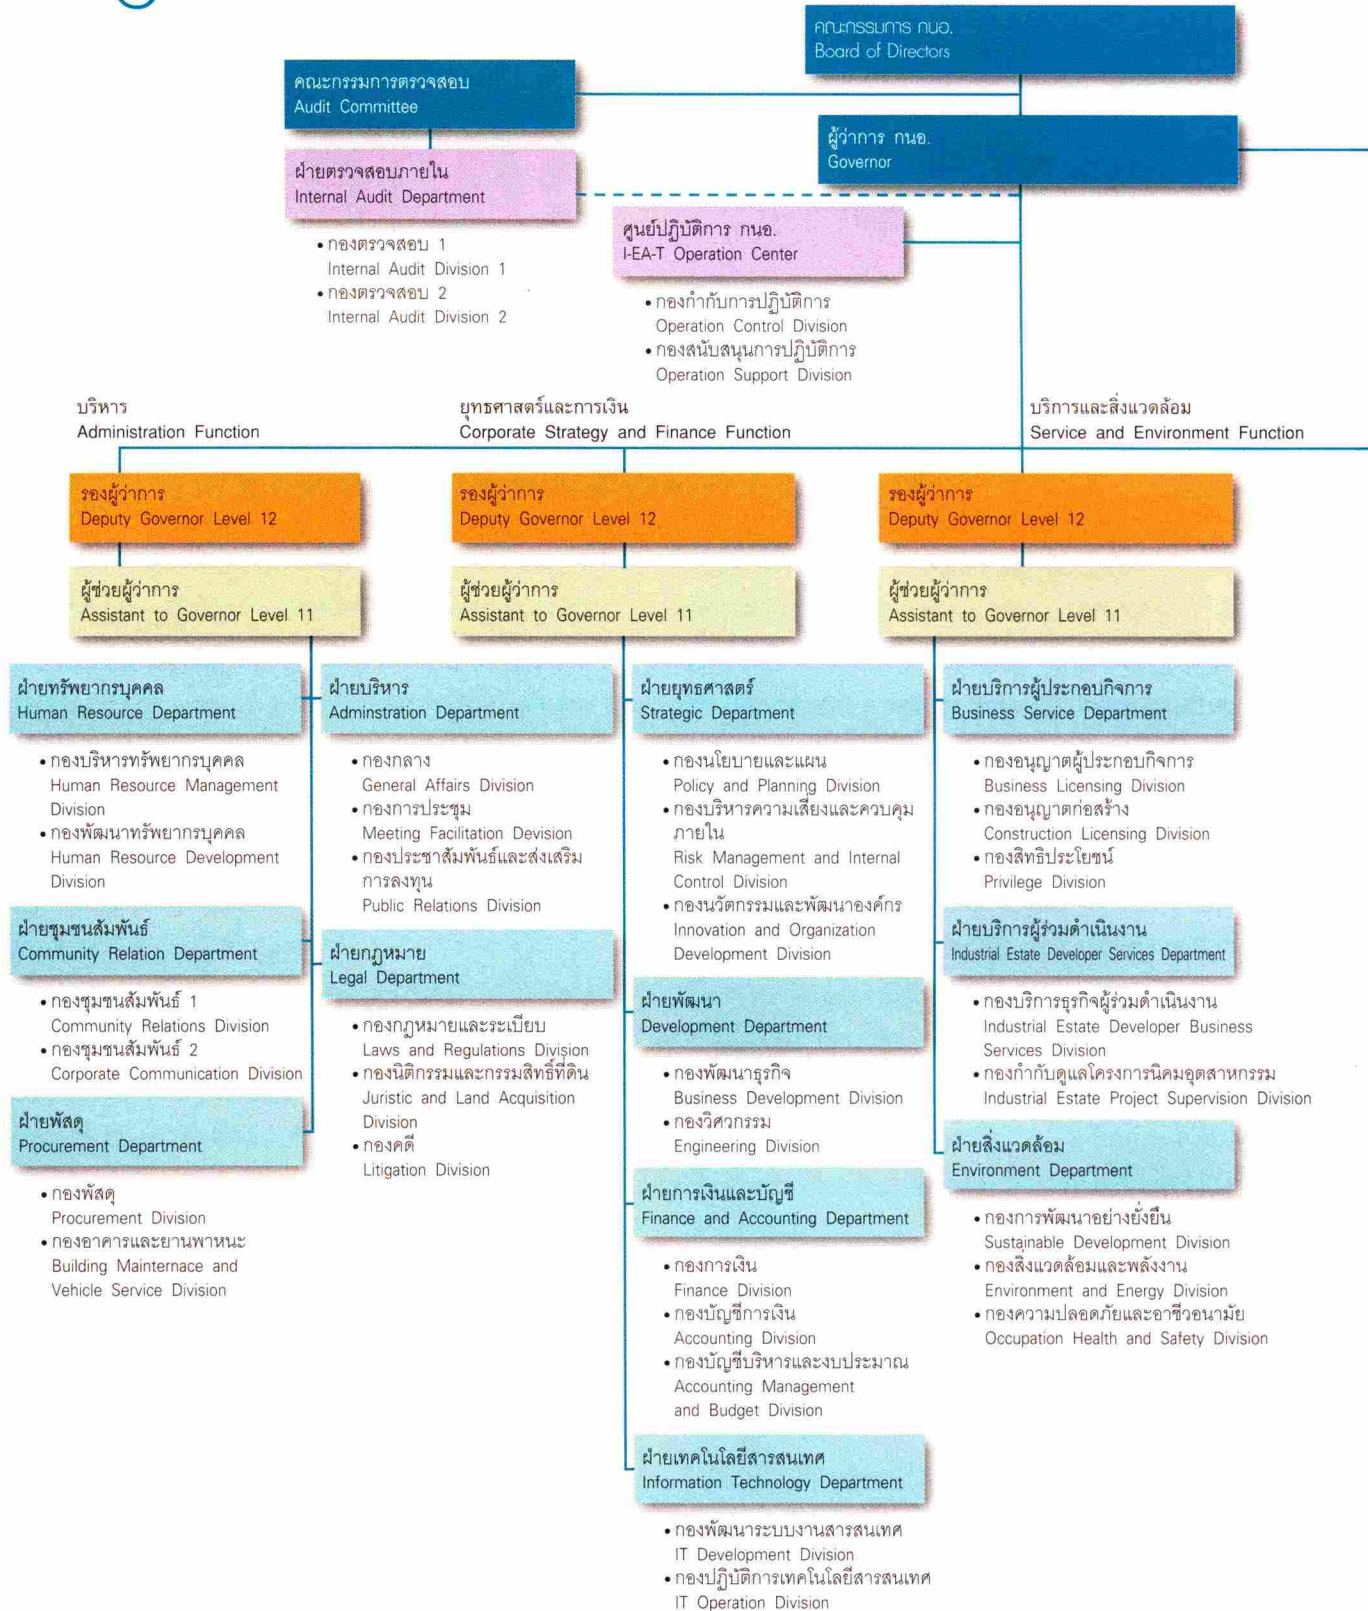 คณะกรรมการ กนอ.
Board of Directors
คณะกรรมการตรวจสอบ
Audit Committee
ผู้ว่าการ กนอ.
Governor
ฝ่ายตรวจสอบภายใน
Internal Audit Department
• กองตรวจสอบ 1
Internal Audit Division 1
• กองตรวจสอบ 2
Internal Audit Division 2
ศูนย์ปฏิบัติการ กนอ.
I-EA-T Operation Center
• กองกำกับการปฏิบัติการ
Operation Control Division
• กองสนับสนุนการปฏิบัติการ
Operation Support Division
บริหาร
Administration Function
รองผู้ว่าการ
Deputy Governor Level 12
ผู้ช่วยผู้ว่าการ
Assistant to Governor Level 11
ฝ่ายทรัพยากรบุคคล
Human Resource Department
• กองบริหารทรัพยากรบุคคล
Human Resource Management
Division
• กองพัฒนาทรัพยากรบุคคล
Human Resource Development
Division
ฝ่ายชุมชนสัมพันธ์
Community Relation Department
• กองชุมชนสัมพันธ์ 1
Community Relations Division
• กองชุมชนสัมพันธ์ 2
Corporate Communication Division
ฝ่ายพัสดุ
Procurement Department
• กองพัสดุ
Procurement Division
• กองอาคารและยานพาหนะ
Building Mainternace and
Vehicle Service Division
ฝ่ายบริหาร
Adminstration Department
• กองกลาง
General Affairs Division
• กองการประชุม
Meeting Facilitation Devision
• กองประชาสัมพันธ์และส่งเสริม
การลงทุน
Public Relations Division
ฝ่ายกฎหมาย
Legal Department
• กองกฎหมายและระเบียบ
Laws and Regulations Division
• กองนิติกรรมและกรรมสิทธิ์ที่ดิน
Juristic and Land Acquisition
Division
• กองคดี
Litigation Division
ยุทธศาสตร์และการเงิน
Corporate Strategy and Finance Function
รองผู้ว่าการ
Deputy Governor Level 12
ผู้ช่วยผู้ว่าการ
Assistant to Governor Level 11
ฝ่ายยุทธศาสตร์
Strategic Department
• กองนโยบายและแผน
Policy and Planning Division
• กองบริหารความเสี่ยงและควบคุม
ภายใน
Risk Management and Internal
Control Division
• กองนวัตกรรมและพัฒนาองค์กร
Innovation and Organization
Development Division
ฝ่ายพัฒนา
Development Department
• กองพัฒนาธุรกิจ
Business Development Division
• กองวิศวกรรม
Engineering Division
ฝ่ายการเงินและบัญชี
Finance and Accounting Department
• กองการเงิน
Finance Division
• กองบัญชีการเงิน
Accounting Division
• กองบัญชีบริหารและงบประมาณ
Accounting Management
and Budget Division
ฝ่ายเทคโนโลยีสารสนเทศ
Information Technology Department
• กองพัฒนาระบบงานสารสนเทศ
IT Development Division
• กองปฏิบัติการเทคโนโลยีสารสนเทศ
IT Operation Division
บริการและสิ่งแวดล้อม
Service and Environment Function
รองผู้ว่าการ
Deputy Governor Level 12
ผู้ช่วยผู้ว่าการ
Assistant to Governor Level 11
ฝ่ายบริการผู้ประกอบกิจการ
Business Service Department
• กองอนุญาตผู้ประกอบกิจการ
Business Licensing Division
• กองอนุญาตก่อสร้าง
Construction Licensing Division
• กองสิทธิประโยชน์
Privilege Division
ฝ่ายบริการผู้ร่วมดำเนินงาน
Industrial Estate Developer Services Department
• กองบริการธุรกิจผู้ร่วมดำเนินงาน
Industrial Estate Developer Business
Services Division
• กองกำกับดูแลโครงการนิคมอุตสาหกรรม
Industrial Estate Project Supervision Division
ฝ่ายสิ่งแวดล้อม
Environment Department
• กองการพัฒนาอย่างยั่งยืน
Sustainable Development Division
• กองสิ่งแวดล้อมและพลังงาน
Environment and Energy Division
• กองความปลอดภัยและอาชีวอนามัย
Occupation Health and Safety Division